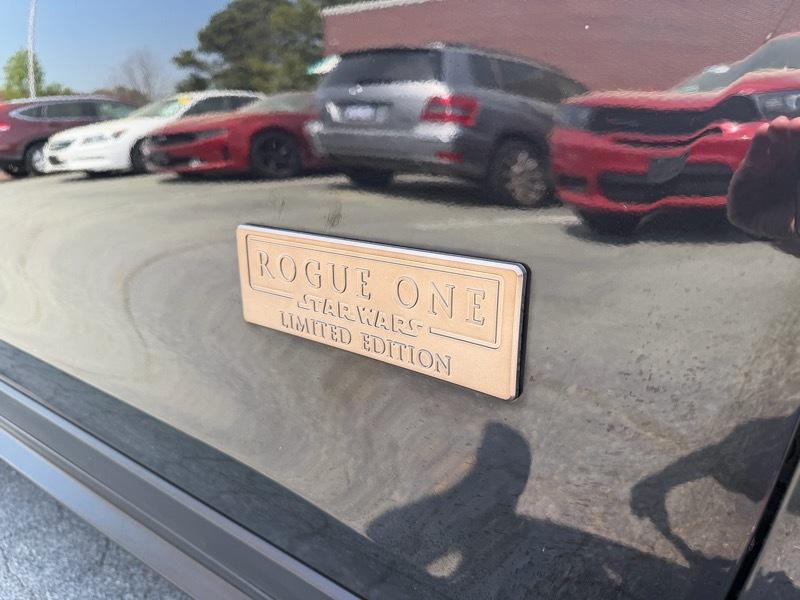 ROGUE ONE
STAR WARS
LIMITED EDITION